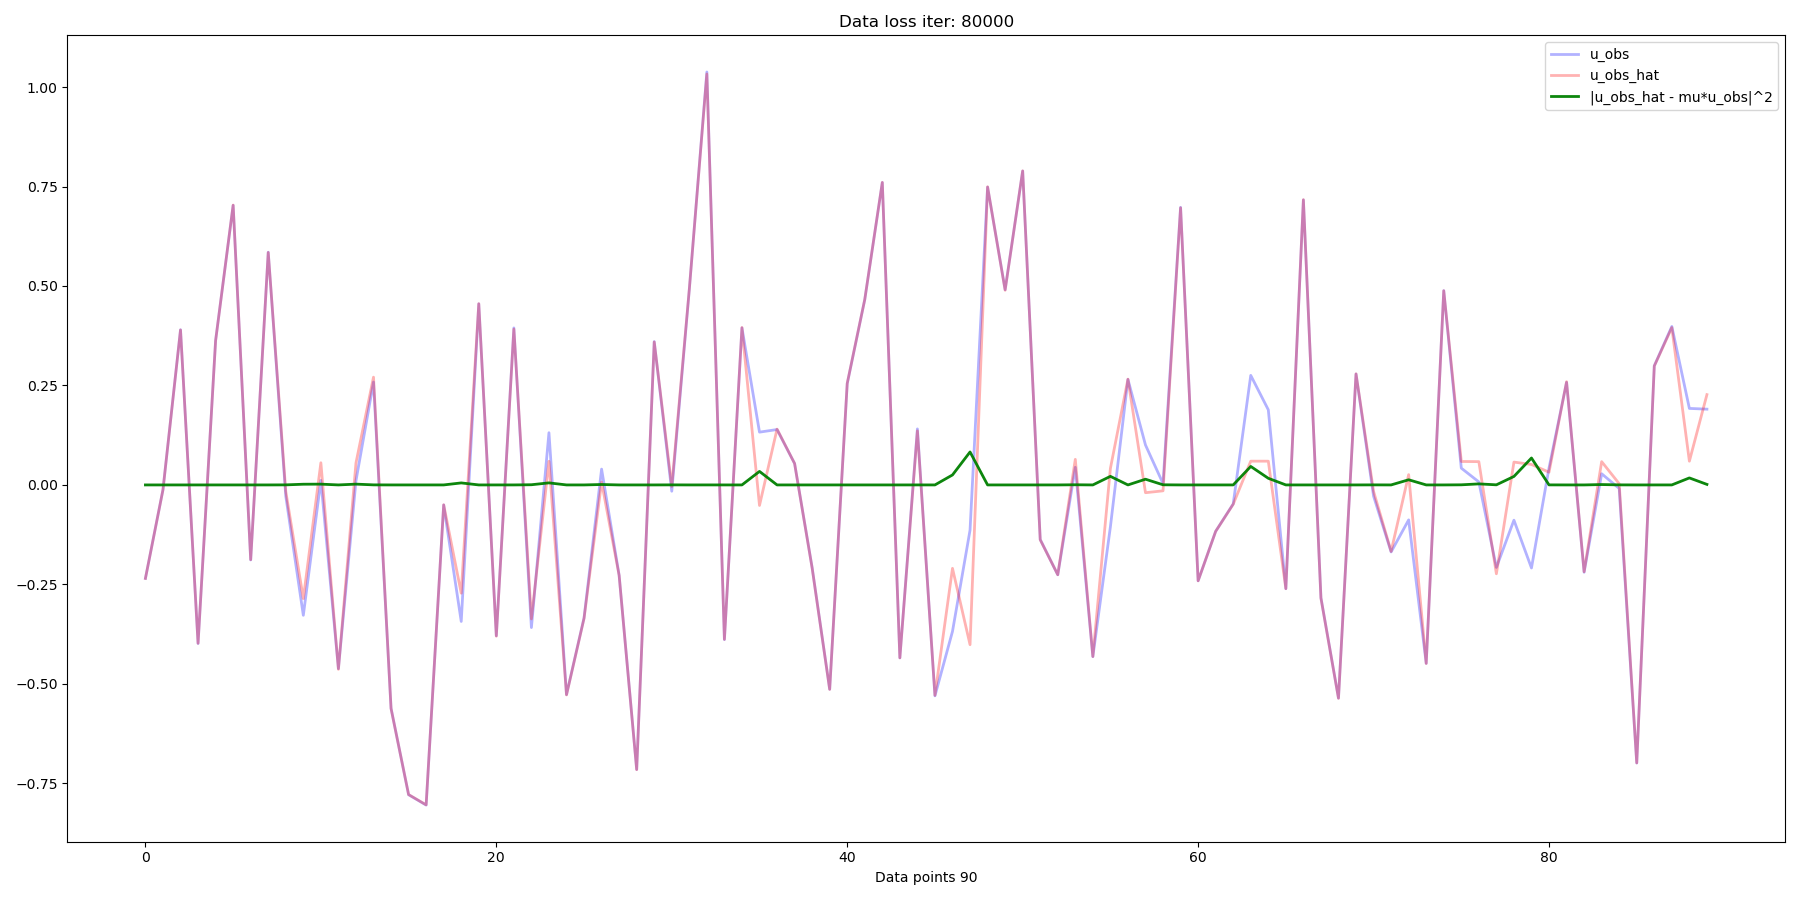 Data loss iter: 80000
u_obs
u_obs_hat
|u_obs_hat - mu*u_obs|^2
1.00
0.75
0.50
0.25
0.00
−0.25
−0.50
−0.75
0 20 40 60 80
Data points 90